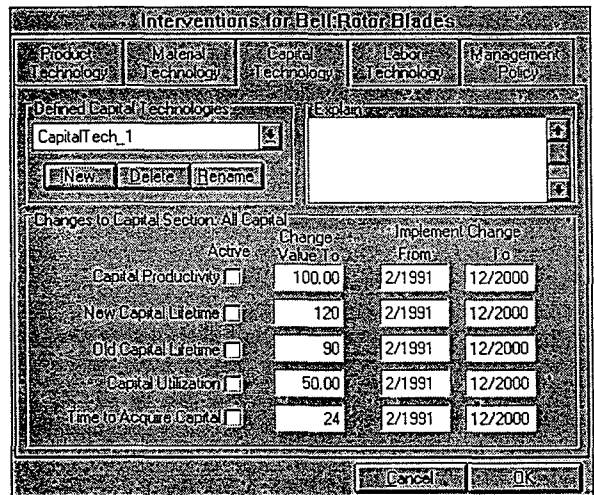 Interventions for Bell:Rotor Blades
Product Technology
Material Technology
Capital Technology
Labor Technology
Management Policy
Defined Capital Technologies
CapitalTech_1
New Delete Rename
Explain
Changes to Capital Section: All Capital
Active
Change Value To
Implement Change
From To
Capital Productivity 100.00 2/1991 12/2000
New Capital Lifetime 120 2/1991 12/2000
Old Capital Lifetime 90 2/1991 12/2000
Capital Utilization 50.00 2/1991 12/2000
Time to Acquire Capital 24 2/1991 12/2000
Cancel OK